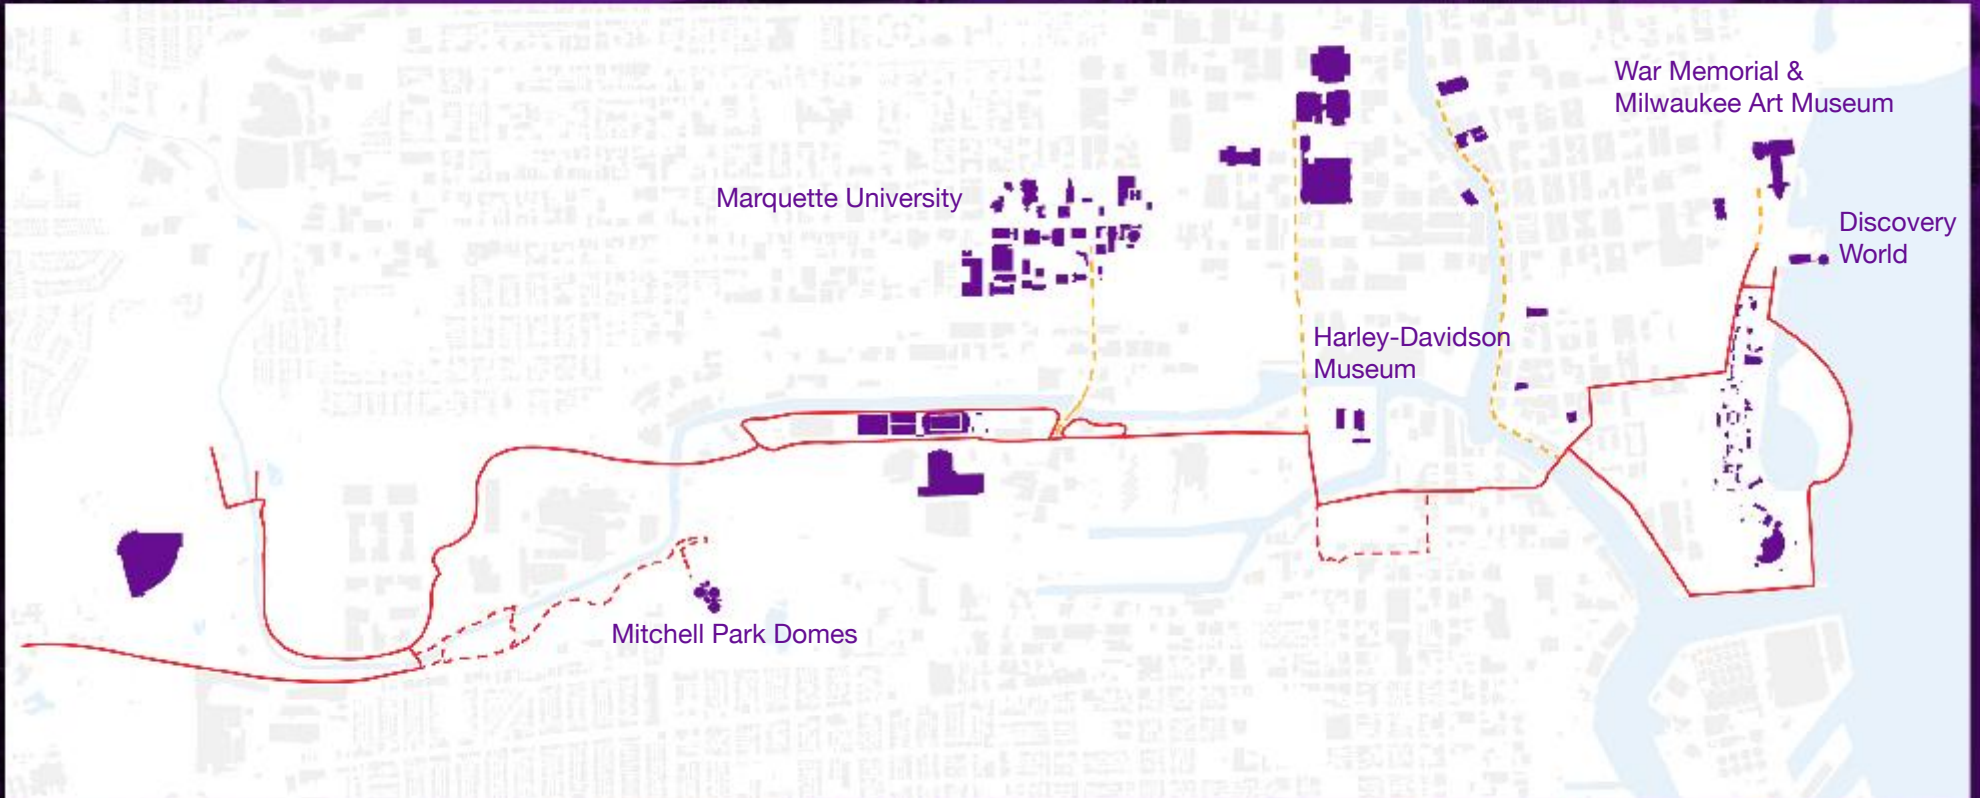 War Memorial &
Milwaukee Art Museum
Marquette University
Discovery
World
Harley-Davidson
Museum
Mitchell Park Domes